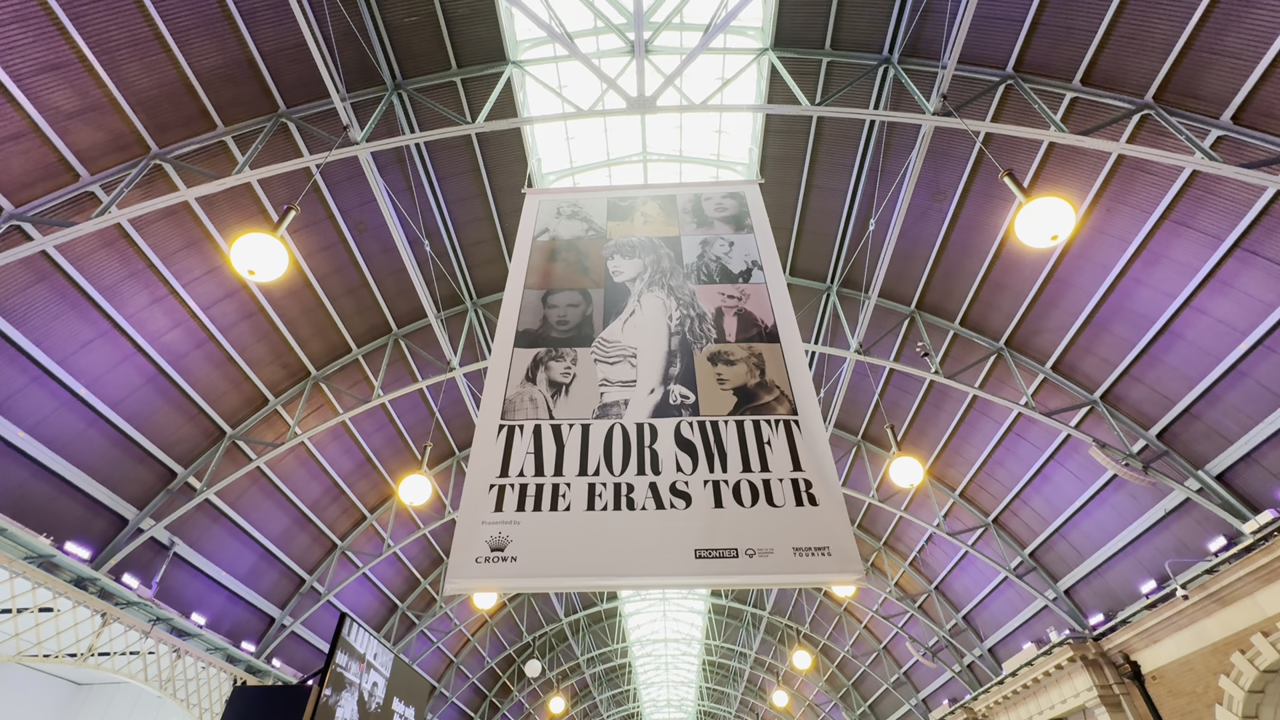 TAYLOR SWIFT
THE ERAS TOUR
Presented by
CROWN
FRONTIER
TAYLOR SWIFT
TOURING